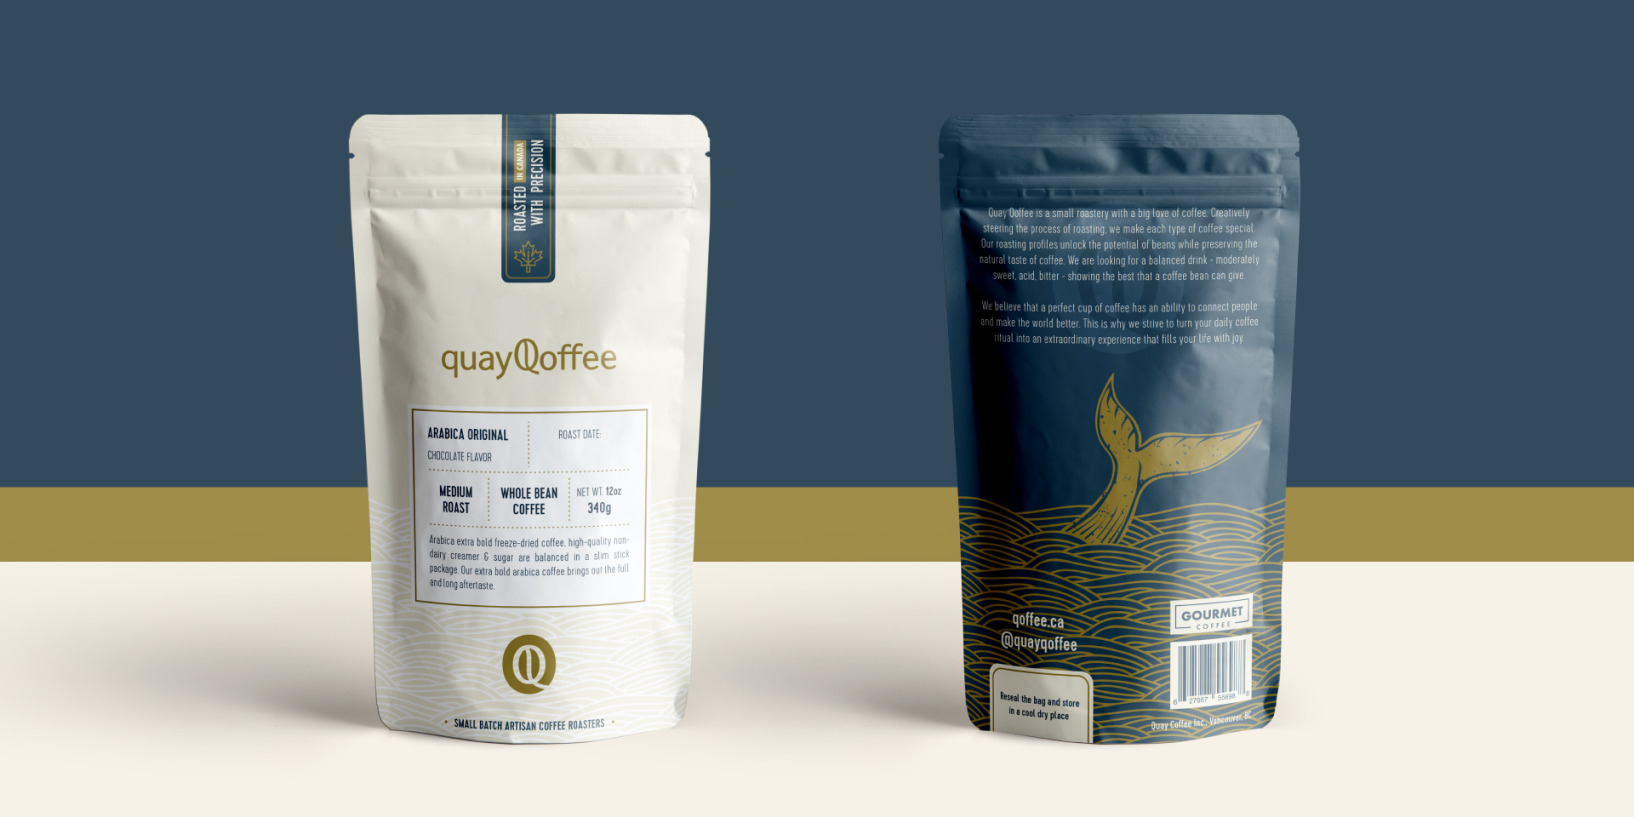 ROASTED IN CANADA
WITH PRECISION
quayQoffee
ARABICA ORIGINAL
CHOCOLATE FLAVOR
ROAST DATE:
MEDIUM
ROAST
WHOLE BEAN
COFFEE
NET WT. 12oz
340g
Arabica extra bold freeze-dried coffee, high-quality non-
dairy creamer & sugar are balanced in a slim stick
package. Our extra bold arabica coffee brings out the full
and long aftertaste.
Q
• SMALL BATCH ARTISAN COFFEE ROASTERS •
Quay Qoffee is a small roastery with a big love of coffee. Creatively
steering the process of roasting, we make each type of coffee special.
Our roasting profiles unlock the potential of beans while preserving the
natural taste of coffee. We are looking for a balanced drink - moderately
sweet, acid, bitter - showing the best that a coffee bean can give.
We believe that a perfect cup of coffee has an ability to connect people
and make the world better. This is why we strive to turn your daily coffee
ritual into an extraordinary experience that fills your life with joy.
qoffee.ca
@quayqoffee
Reseal the bag and store
in a cool dry place
GOURMET
COFFEE
Quay Coffee Inc., Vancouver, BC